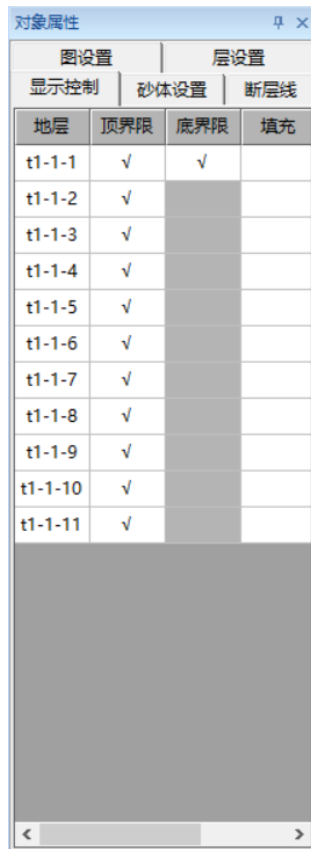 对象属性
图设置 层设置
显示控制 砂体设置 断层线
地层 顶界限 底界限 填充
t1-1-1 √ √
t1-1-2 √
t1-1-3 √
t1-1-4 √
t1-1-5 √
t1-1-6 √
t1-1-7 √
t1-1-8 √
t1-1-9 √
t1-1-10 √
t1-1-11 √